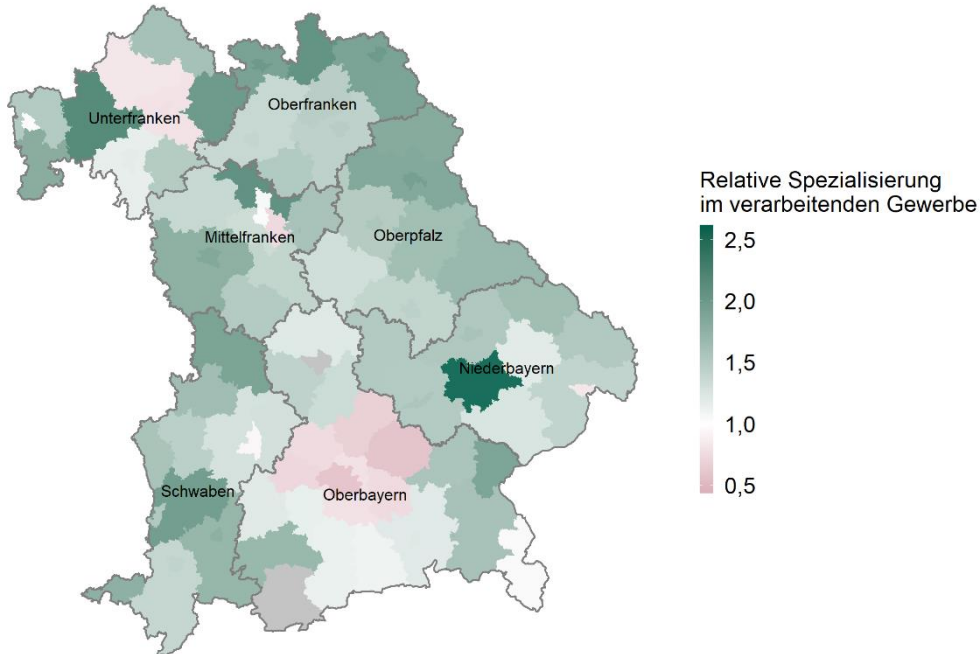 Oberfranken
Unterfranken
Mittelfranken
Oberpfalz
Niederbayern
Schwaben
Oberbayern
Relative Spezialisierung
im verarbeitenden Gewerbe
2,5
2,0
1,5
1,0
0,5